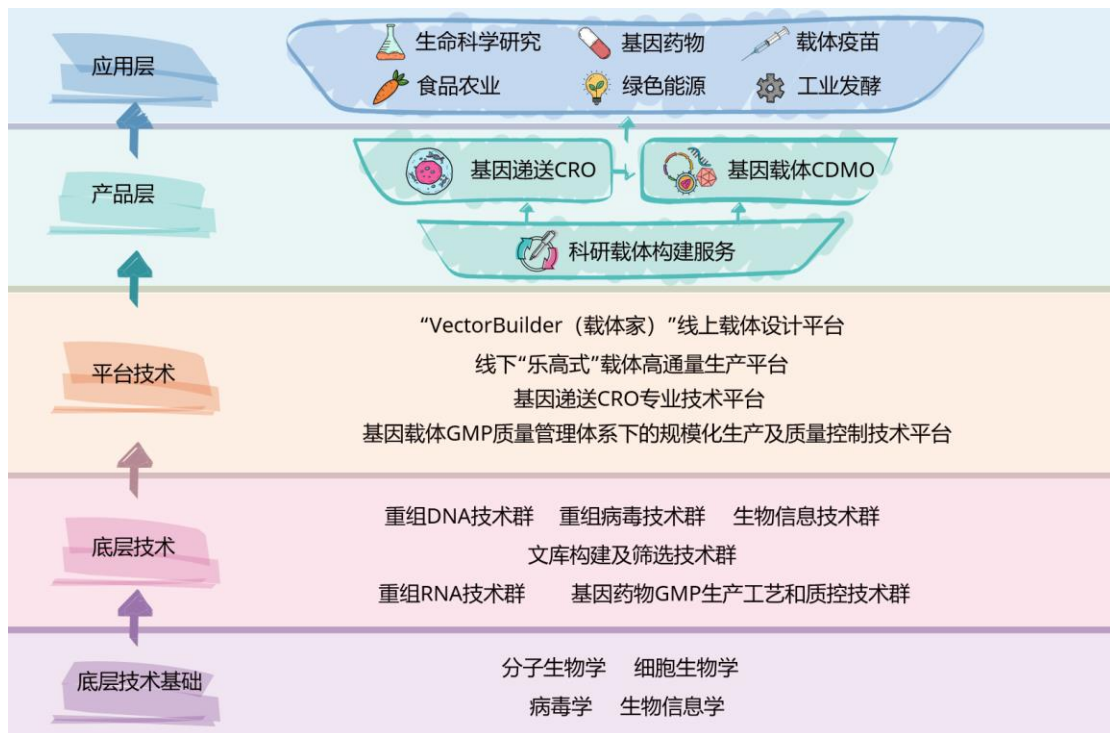 应用层
生命科学研究 基因药物 载体疫苗
食品农业 绿色能源 工业发酵
产品层
基因递送CRO 基因载体CDMO
科研载体构建服务
平台技术
“VectorBuilder（载体家）”线上载体设计平台
线下“乐高式”载体高通量生产平台
基因递送CRO专业技术平台
基因载体GMP质量管理体系下的规模化生产及质量控制技术平台
底层技术
重组DNA技术群 重组病毒技术群 生物信息技术群
文库构建及筛选技术群
重组RNA技术群 基因药物GMP生产工艺和质控技术群
底层技术基础
分子生物学 细胞生物学
病毒学 生物信息学